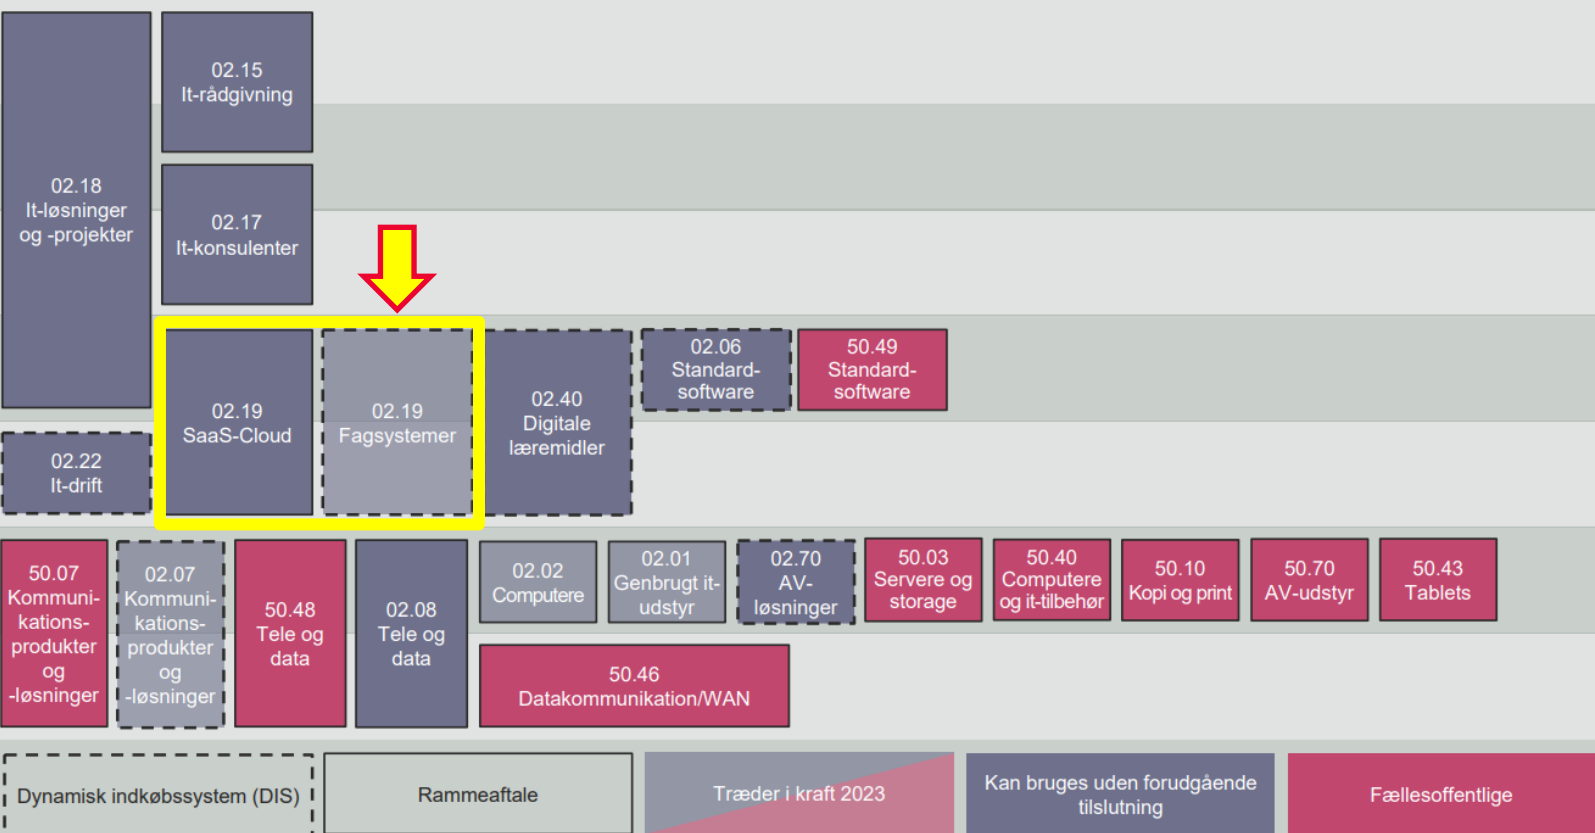 02.18
It-løsninger
og -projekter
02.15
It-rådgivning
02.17
It-konsulenter
02.19
SaaS-Cloud
02.19
Fagsystemer
02.40
Digitale
læremidler
02.06
Standard-
software
50.49
Standard-
software
02.22
It-drift
50.07
Kommuni-
kations-
produkter
og
-løsninger
02.07
Kommuni-
kations-
produkter
og
-løsninger
50.48
Tele og
data
02.08
Tele og
data
02.02
Computere
02.01
Genbrugt it-
udstyr
02.70
AV-
løsninger
50.03
Servere og
storage
50.40
Computere
og it-tilbehør
50.10
Kopi og print
50.70
AV-udstyr
50.43
Tablets
50.46
Datakommunikation/WAN
Dynamisk indkøbssystem (DIS)
Rammeaftale
Træder i kraft 2023
Kan bruges uden forudgående
tilslutning
Fællesoffentlige